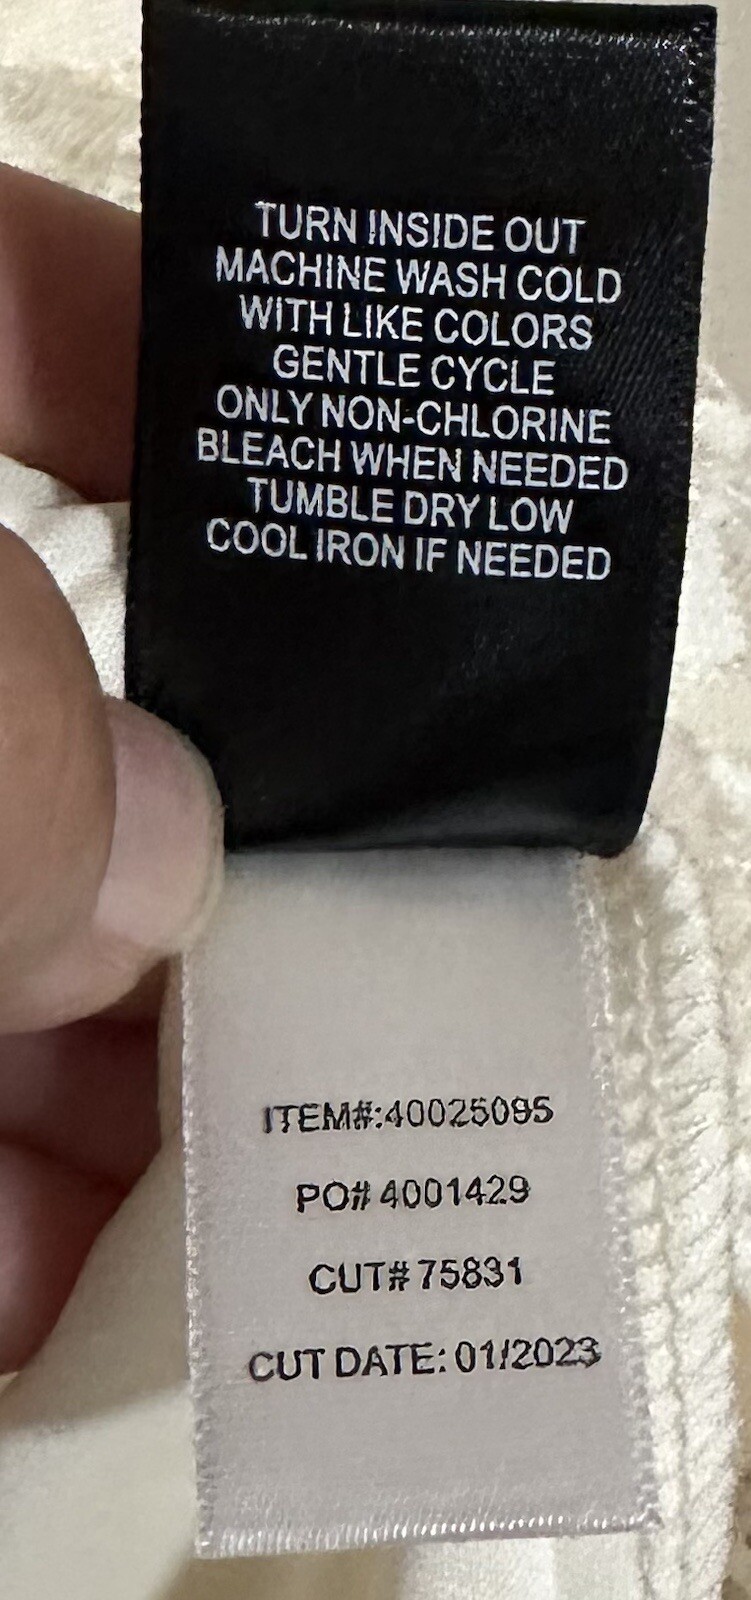 TURN INSIDE OUT
MACHINE WASH COLD
WITH LIKE COLORS
GENTLE CYCLE
ONLY NON-CHLORINE
BLEACH WHEN NEEDED
TUMBLE DRY LOW
COOL IRON IF NEEDED
ITEM#:40025095
PO# 4001429
CUT# 75831
CUT DATE: 01/2023